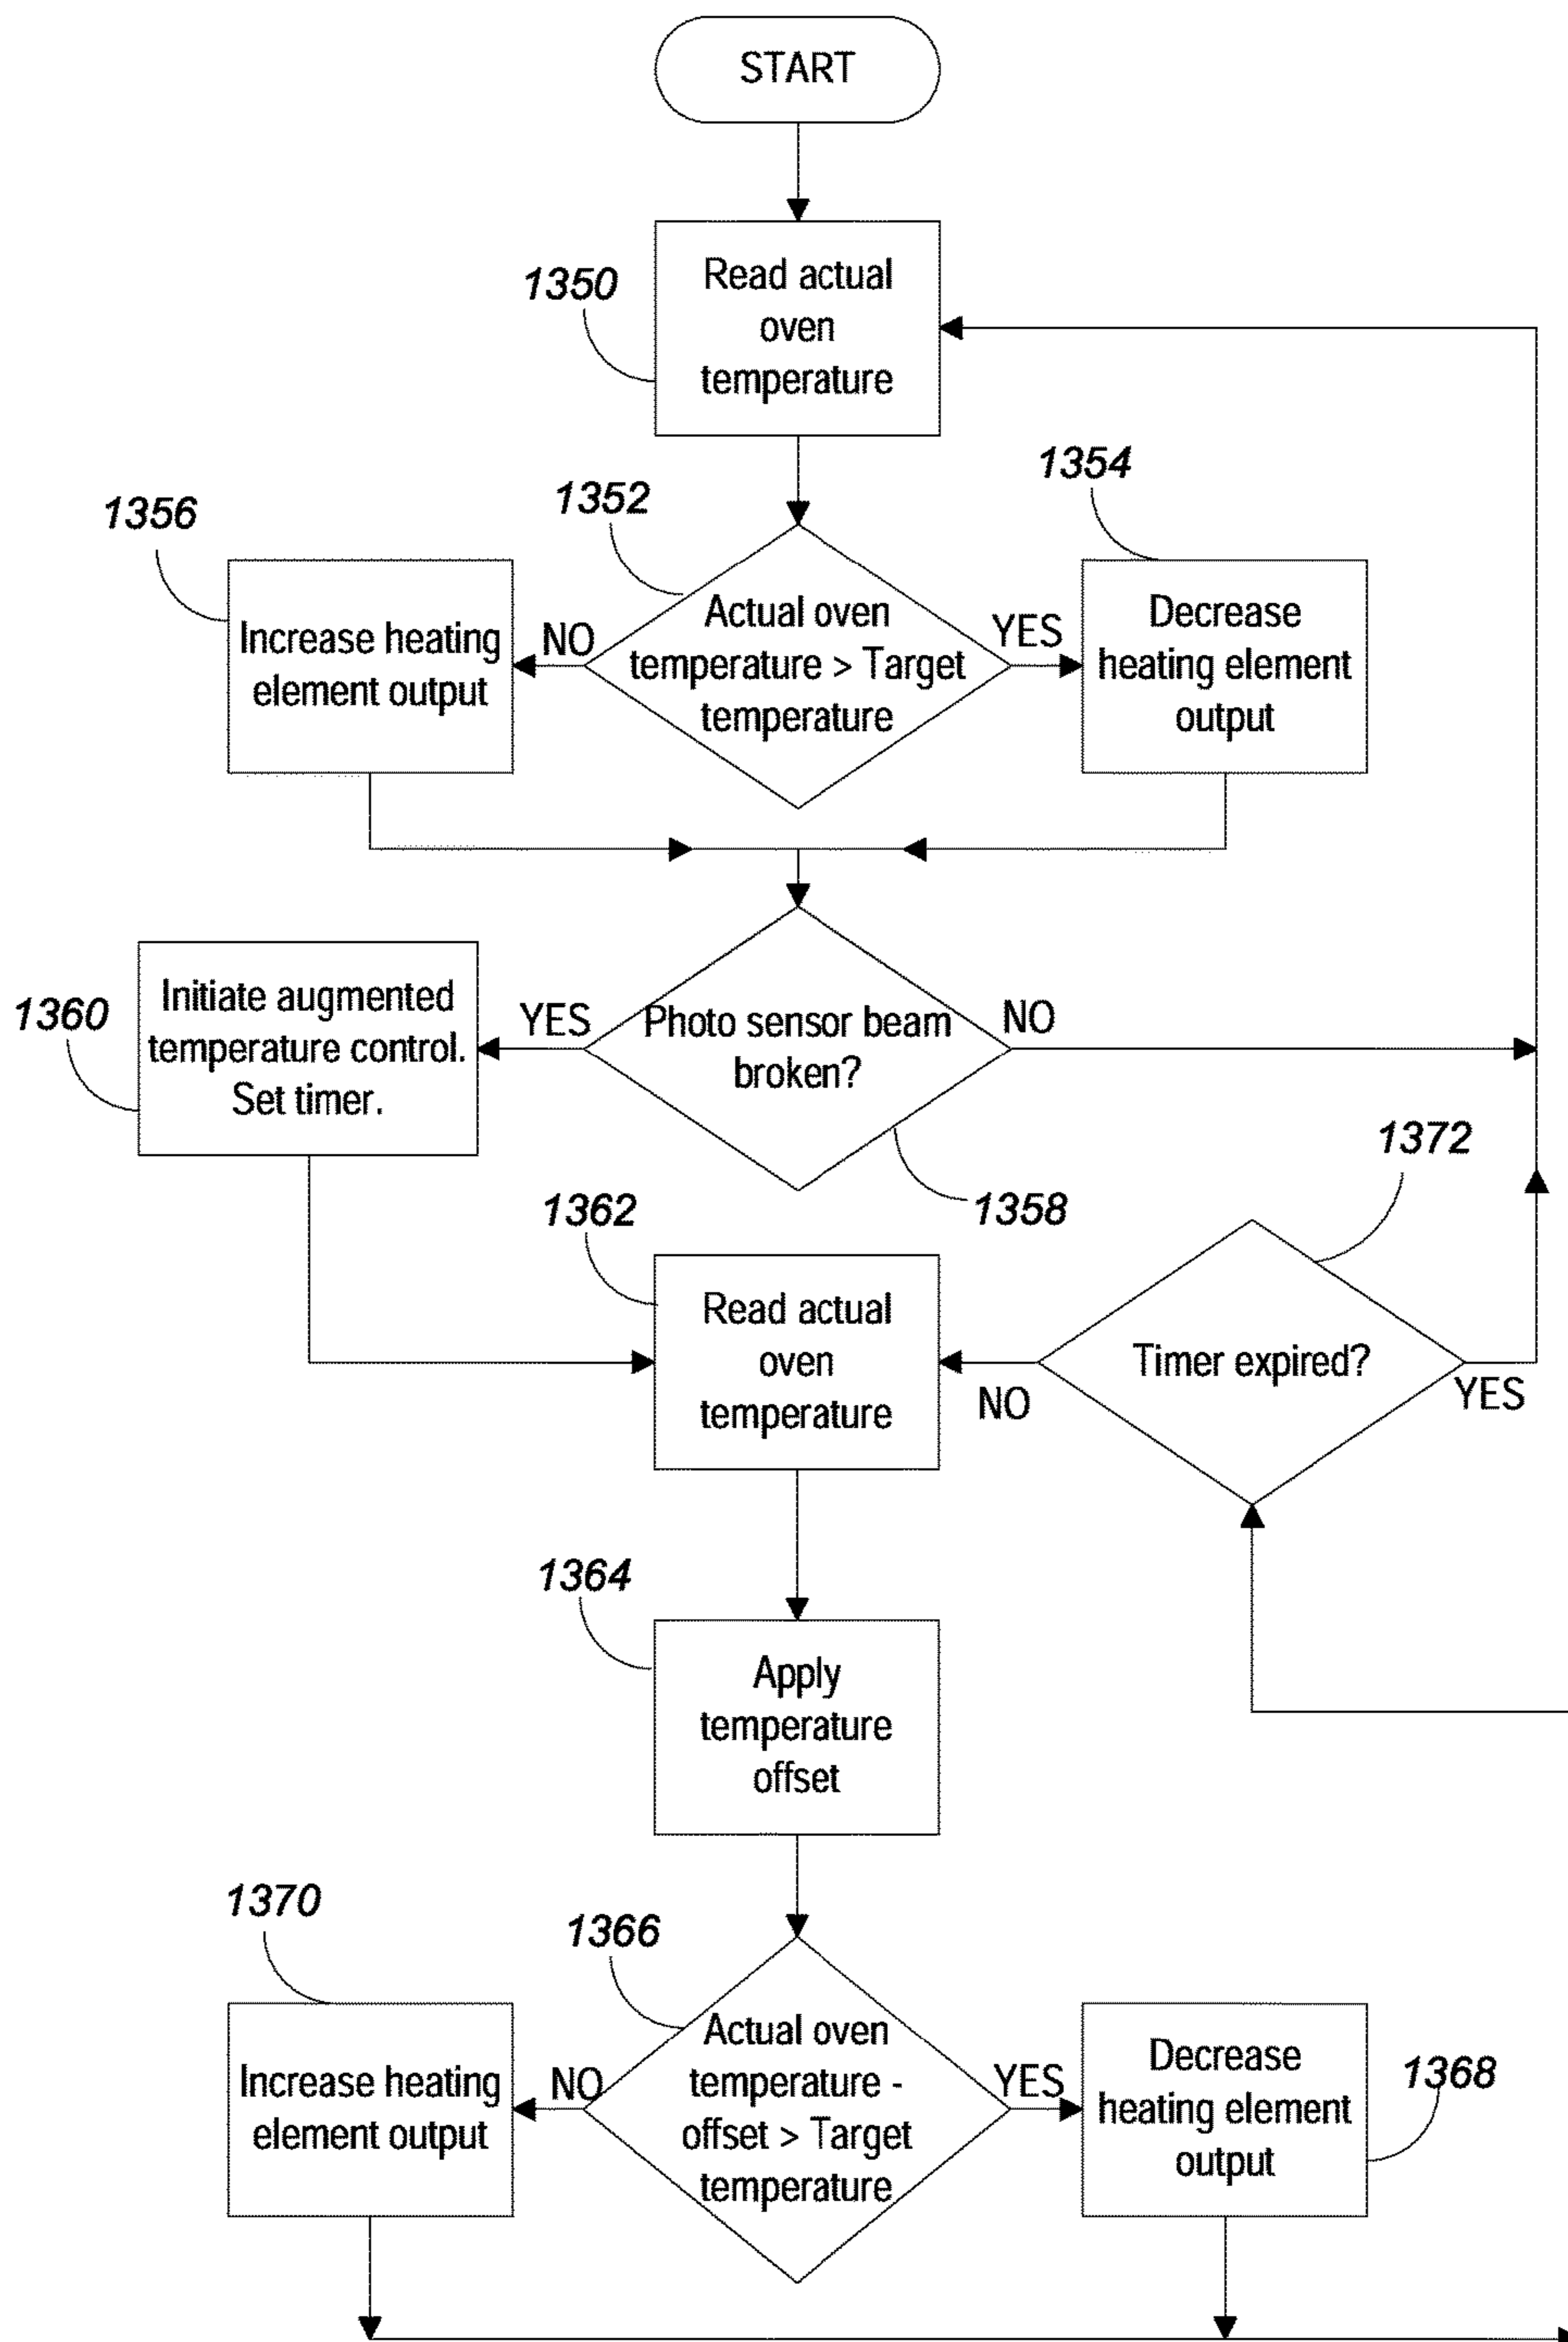 START
1350
Read actual
oven
temperature
1354
1352
1356
Increase heating
element output
NO
Actual oven
temperature > Target
temperature
YES
Decrease
heating element
output
1360
Initiate augmented
temperature control.
Set timer.
YES
Photo sensor beam
broken?
NO
1358
1372
1362
Read actual
oven
temperature
NO
Timer expired?
YES
1364
Apply
temperature
offset
1370
1366
Increase heating
element output
NO
Actual oven
temperature -
offset > Target
temperature
YES
Decrease
heating element
output
1368